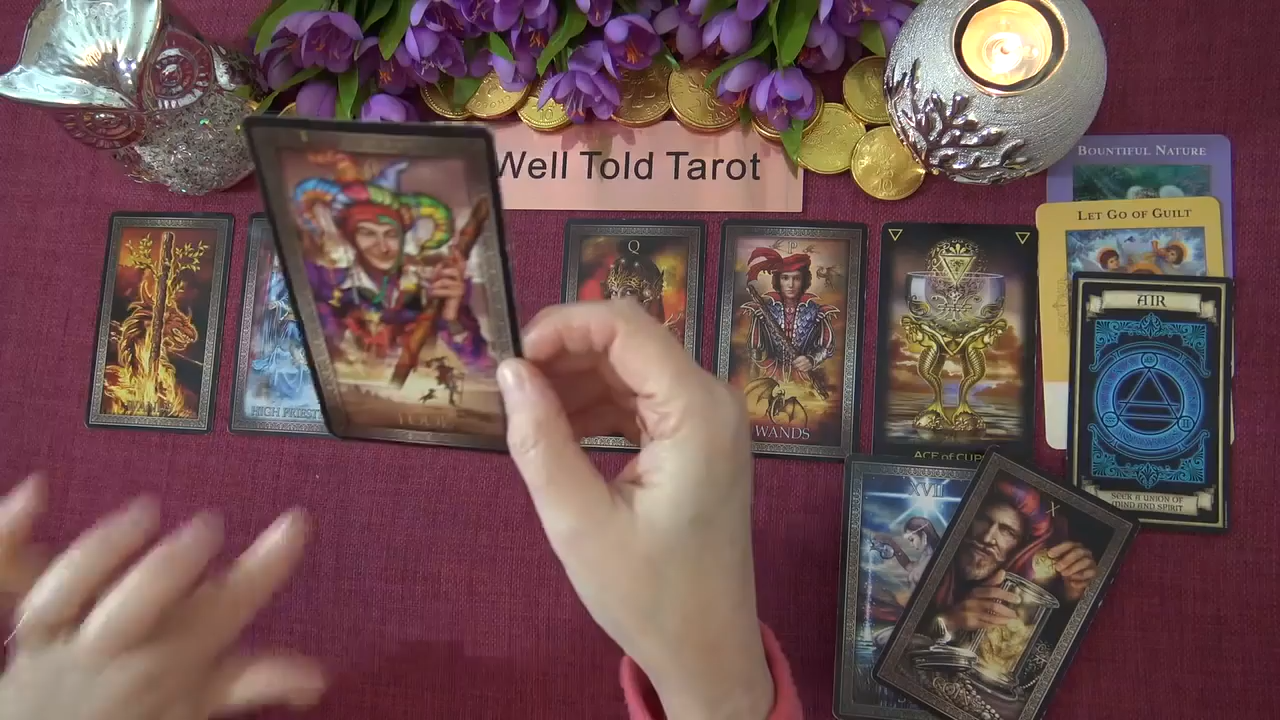 Well Told Tarot
BOUNTIFUL NATURE
LET GO OF GUILT
AIR
SEEK A UNION OF
MIND AND SPIRIT
Q
P
HIGH PRIEST
WANDS
ACE of CUPS
XVII
X